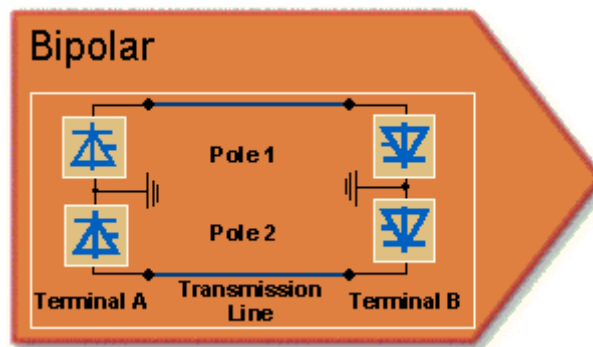 Bipolar
Pole 1
Pole 2
Terminal A
Transmission
Line
Terminal B